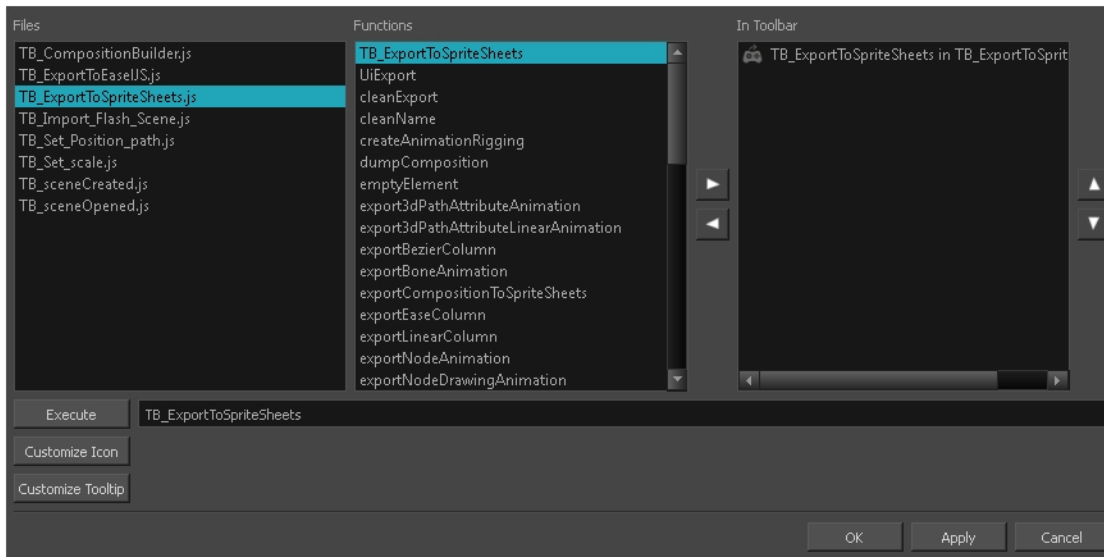 Files
TB_CompositionBuilder.js
TB_ExportToEaselJS.js
TB_ExportToSpriteSheets.js
TB_Import_Flash_Scene.js
TB_Set_Position_path.js
TB_Set_scale.js
TB_sceneCreated.js
TB_sceneOpened.js
Functions
TB_ExportToSpriteSheets
UiExport
cleanExport
cleanName
createAnimationRigging
dumpComposition
emptyElement
export3dPathAttributeAnimation
export3dPathAttributeLinearAnimation
exportBezierColumn
exportBoneAnimation
exportCompositionToSpriteSheets
exportEaseColumn
exportLinearColumn
exportNodeAnimation
exportNodeDrawingAnimation
In Toolbar
TB_ExportToSpriteSheets in TB_ExportToSprit
Execute
TB_ExportToSpriteSheets
Customize Icon
Customize Tooltip
OK
Apply
Cancel